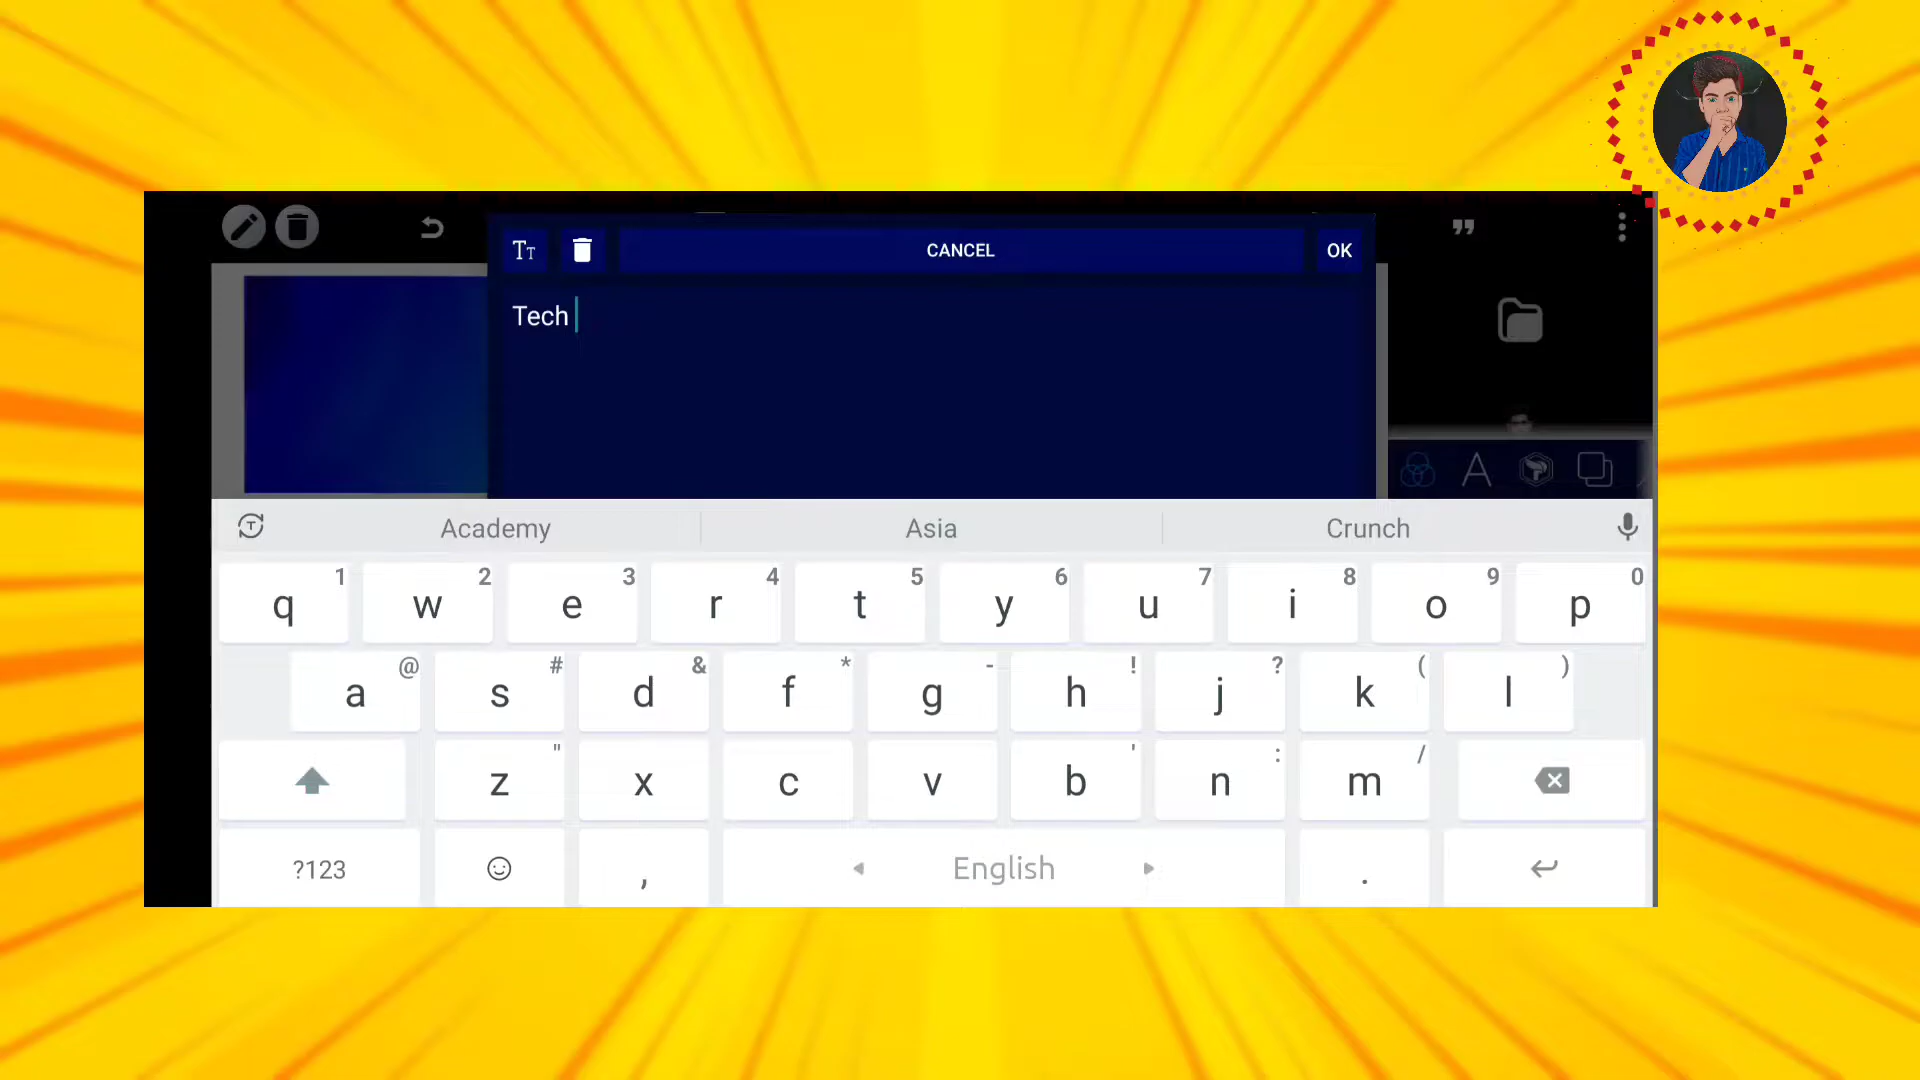 CANCEL
OK
Tech
Academy Asia Crunch
1 2 3 4 5 6 7 8 9 0
q w e r t y u i o p
@ # & * - ! ? ( )
a s d f g h j k l
" ' : /
z x c v b n m
?123 , English .